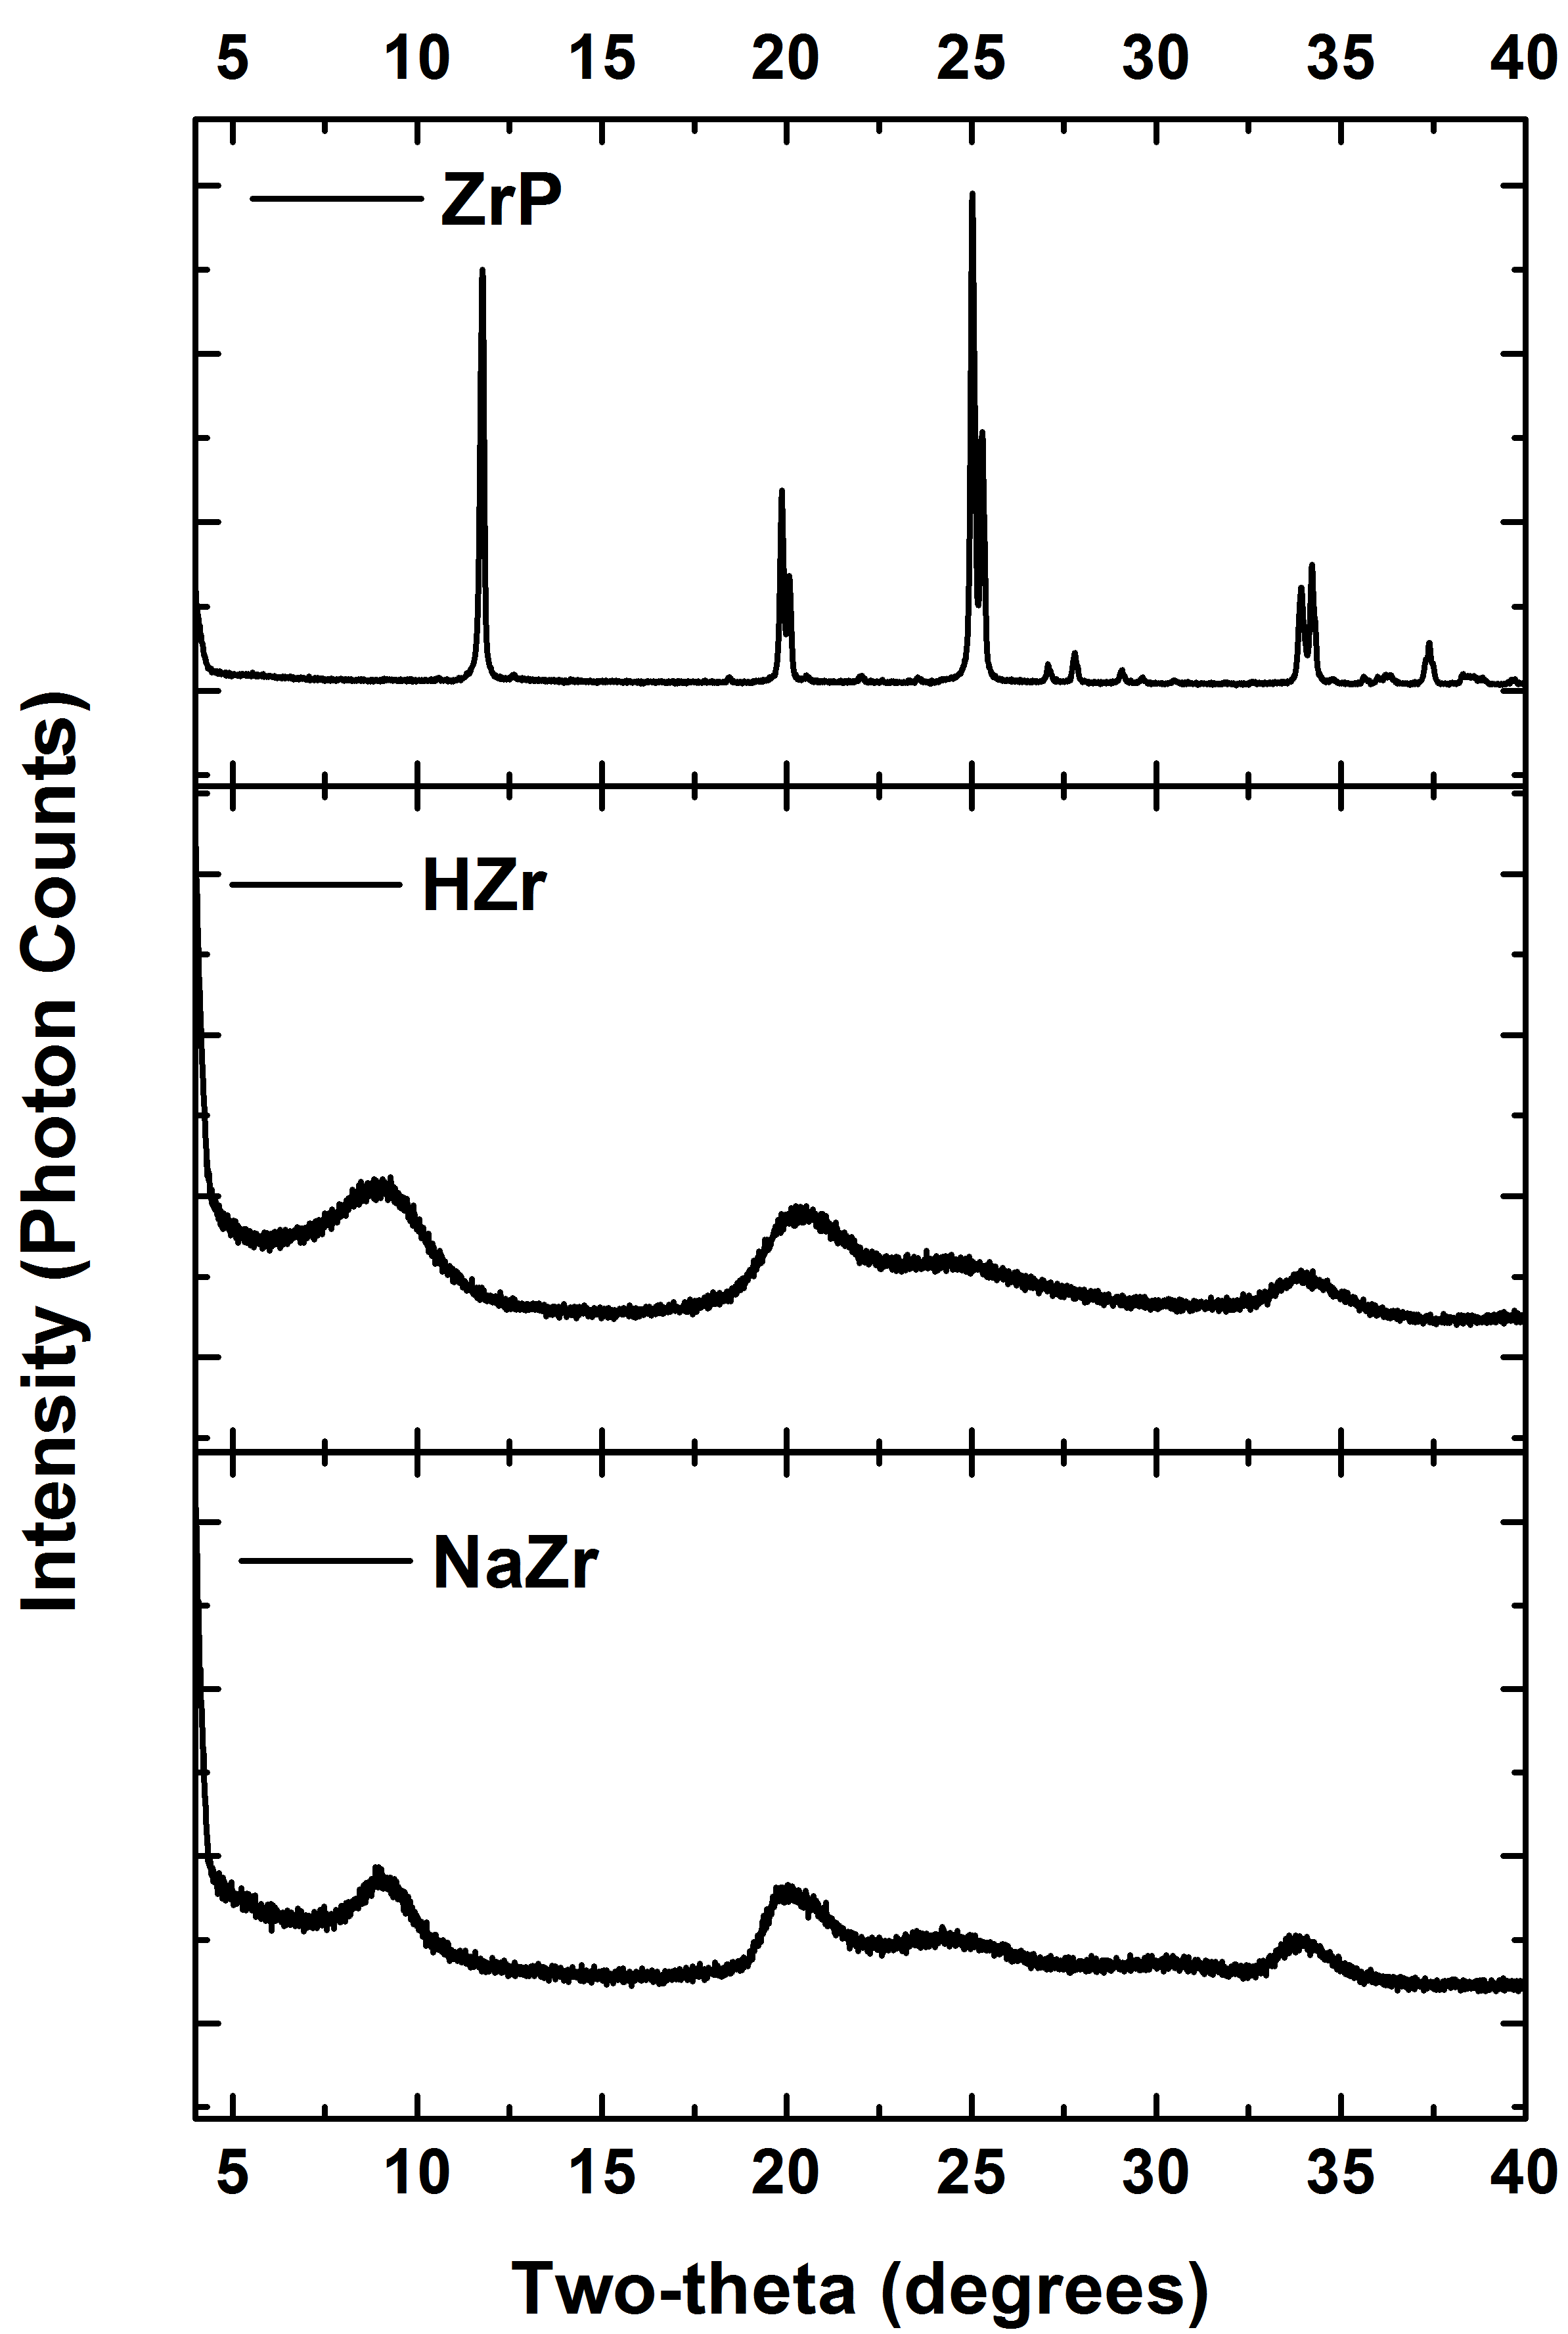 5 10 15 20 25 30 35 40
ZrP
HZr
NaZr
Intensity (Photon Counts)
5 10 15 20 25 30 35 40
Two-theta (degrees)